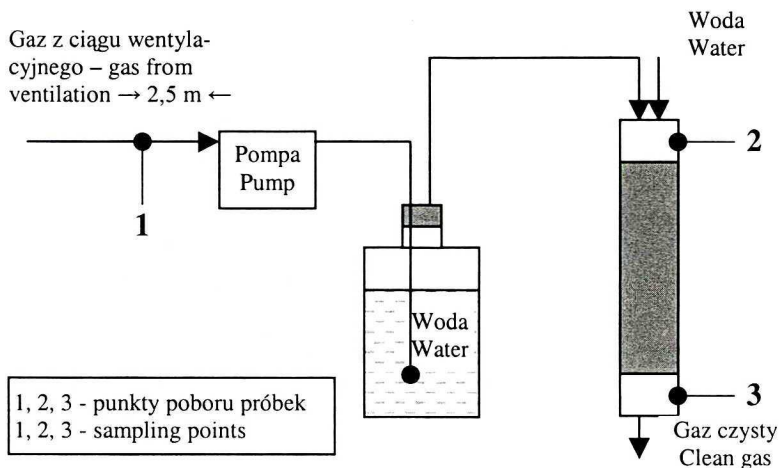 Gaz z ciągu wentyla-
cyjnego – gas from
ventilation → 2,5 m ←
Woda
Water
Pompa
Pump
1
2
Woda
Water
3
1, 2, 3 - punkty poboru próbek
1, 2, 3 - sampling points
Gaz czysty
Clean gas